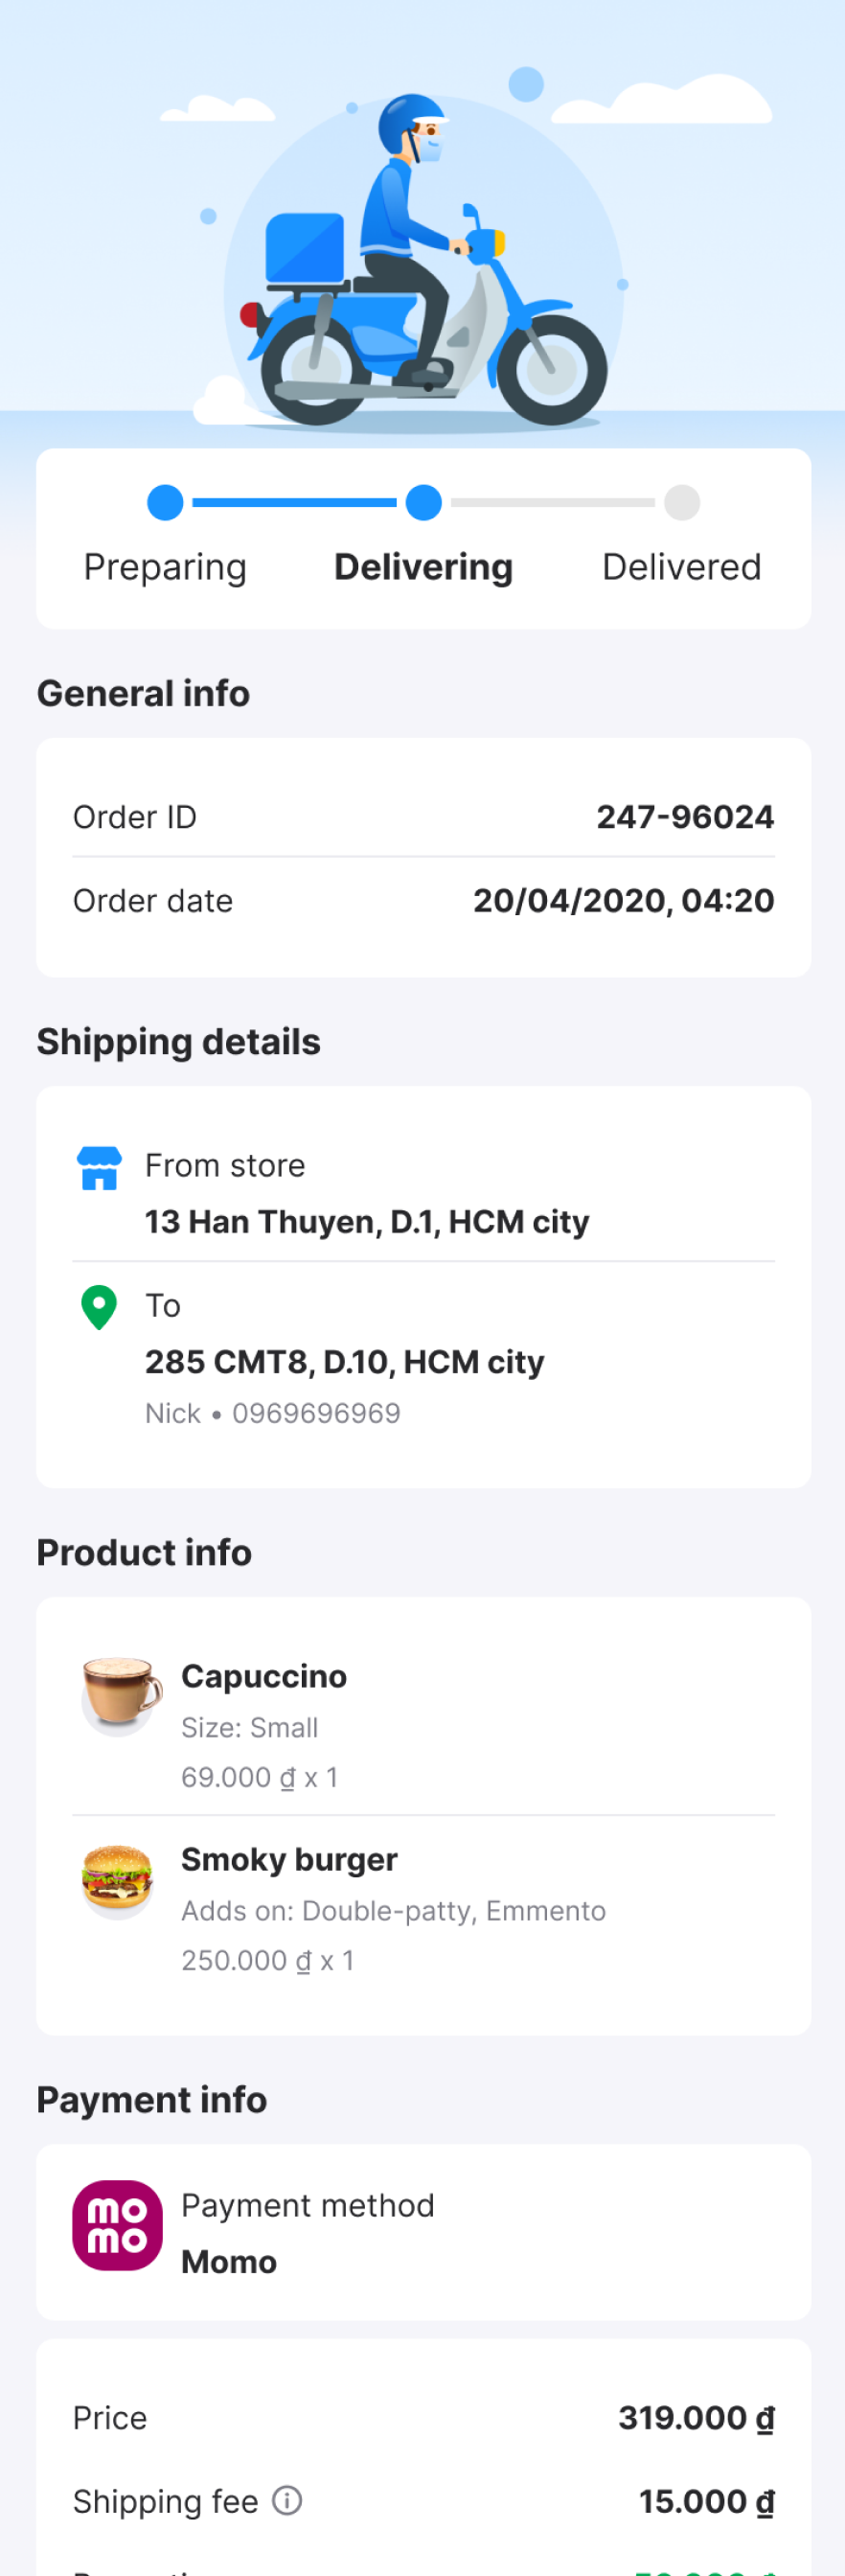 Preparing
Delivering
Delivered
General info
Order ID
247-96024
Order date
20/04/2020, 04:20
Shipping details
From store
13 Han Thuyen, D.1, HCM city
To
285 CMT8, D.10, HCM city
Nick • 0969696969
Product info
Capuccino
Size: Small
69.000 ₫ x 1
Smoky burger
Adds on: Double-patty, Emmento
250.000 ₫ x 1
Payment info
mo
mo
Payment method
Momo
Price
319.000 ₫
Shipping fee
15.000 ₫